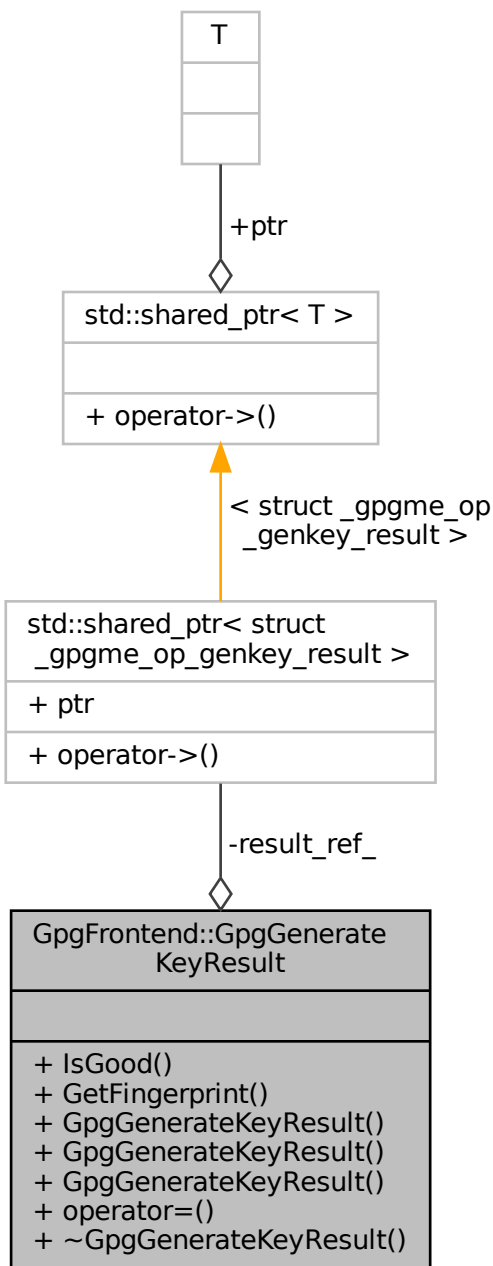 T
+ptr
std::shared_ptr< T >
+ operator->()
< struct _gpgme_op
_genkey_result >
std::shared_ptr< struct
_gpgme_op_genkey_result >
+ ptr
+ operator->()
-result_ref_
GpgFrontend::GpgGenerate
KeyResult
+ IsGood()
+ GetFingerprint()
+ GpgGenerateKeyResult()
+ GpgGenerateKeyResult()
+ GpgGenerateKeyResult()
+ operator=()
+ ~GpgGenerateKeyResult()